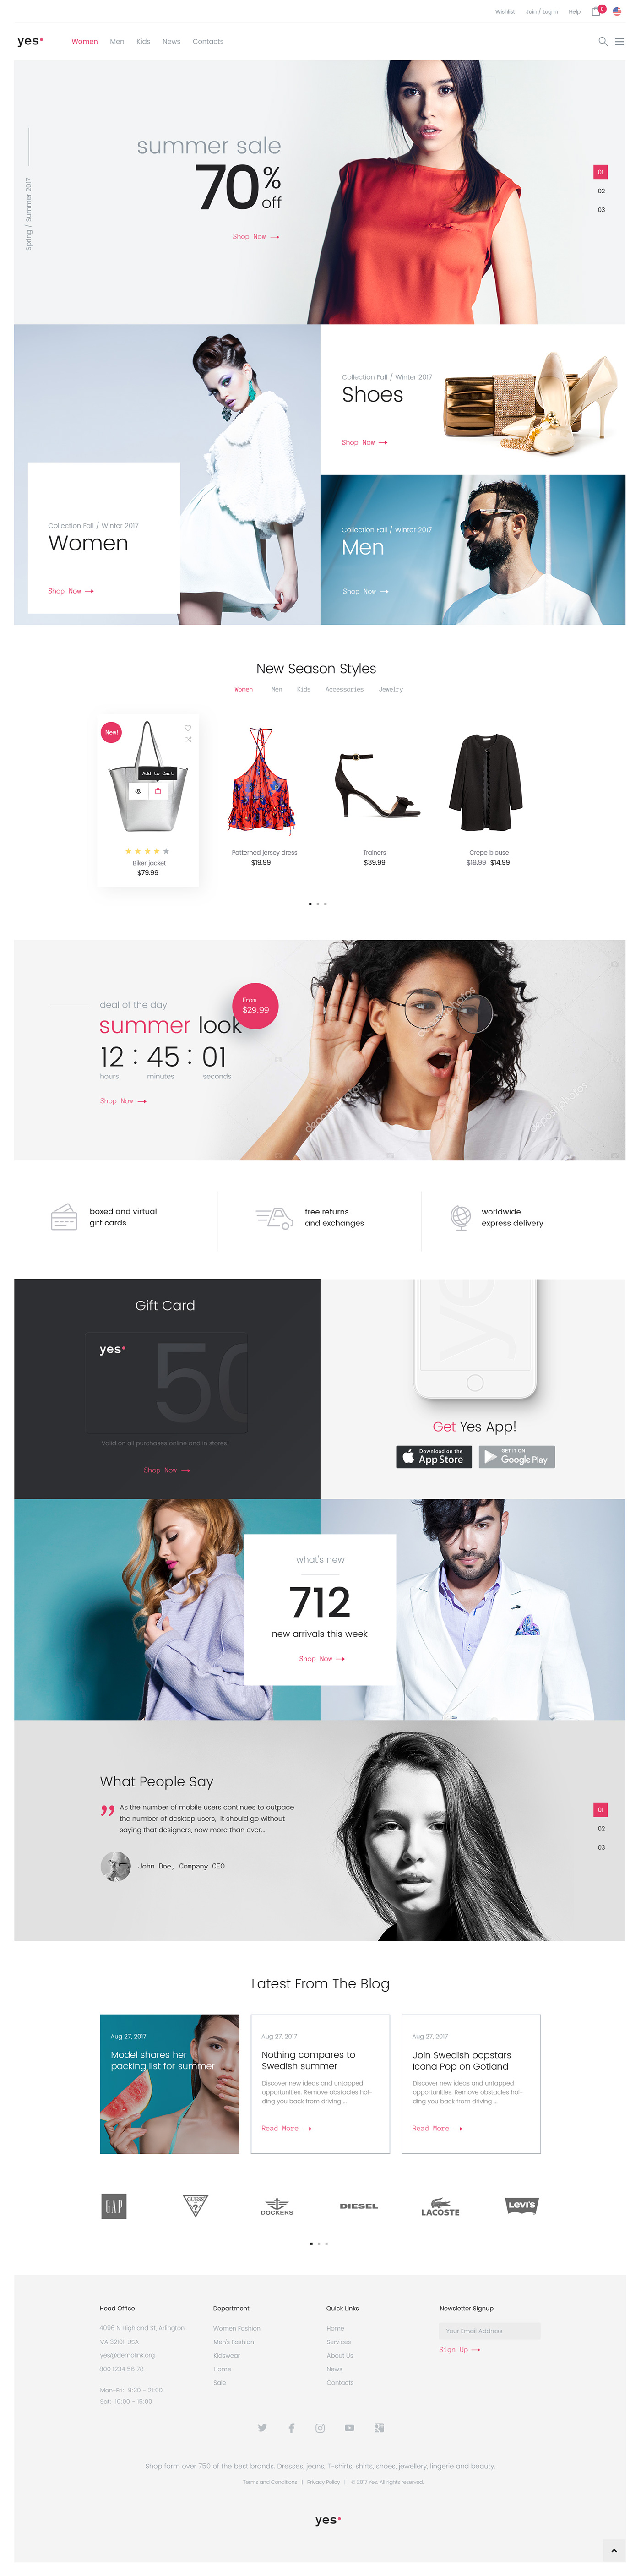 Wishlist
Join / Log In
Help
0
yes*
Women
Men
Kids
News
Contacts
Spring / Summer 2017
summer sale
70%
off
Shop Now
01
02
03
Collection Fall / Winter 2017
Women
Shop Now
Collection Fall / Winter 2017
Shoes
Shop Now
Collection Fall / Winter 2017
Men
Shop Now
New Season Styles
Women
Men
Kids
Accessories
Jewelry
New!
Add to Cart
Biker jacket
$79.99
Patterned jersey dress
$19.99
Trainers
$39.99
Crepe blouse
$19.99 $14.99
deal of the day
summer look
From
$29.99
12 : 45 : 01
hours
minutes
seconds
Shop Now
depositphotos
depositphotos
depositphotos
boxed and virtual
gift cards
free returns
and exchanges
worldwide
express delivery
Gift Card
yes*
50
Valid on all purchases online and in stores!
Shop Now
ye
Get Yes App!
Download on the
App Store
GET IT ON
Google Play
what's new
712
new arrivals this week
Shop Now
What People Say
As the number of mobile users continues to outpace
the number of desktop users, it should go without
saying that designers, now more than ever...
John Doe, Company CEO
01
02
03
Latest From The Blog
Aug 27, 2017
Model shares her
packing list for summer
Aug 27, 2017
Nothing compares to
Swedish summer
Discover new ideas and untapped
opportunities. Remove obstacles hol-
ding you back from driving ...
Read More
Aug 27, 2017
Join Swedish popstars
Icona Pop on Gotland
Discover new ideas and untapped
opportunities. Remove obstacles hol-
ding you back from driving ...
Read More
GAP
GUESS
?
DOCKERS
DIESEL
LACOSTE
LEVI'S
Head Office
4096 N Highland St, Arlington
VA 32101, USA
yes@demolink.org
800 1234 56 78
Mon-Fri: 9:30 - 21:00
Sat: 10:00 - 15:00
Department
Women Fashion
Men's Fashion
Kidswear
Home
Sale
Quick Links
Home
Services
About Us
News
Contacts
Newsletter Signup
Your Email Address
Sign Up
Shop form over 750 of the best brands. Dresses, jeans, T-shirts, shirts, shoes, jewellery, lingerie and beauty.
Terms and Conditions | Privacy Policy | © 2017 Yes. All rights reserved.
yes*